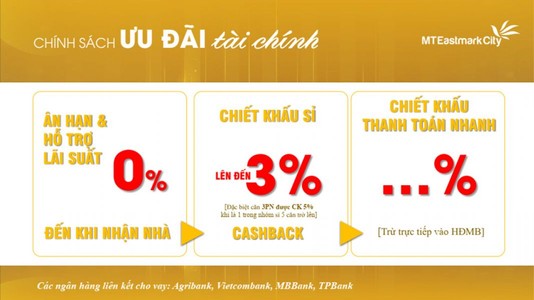 CHÍNH SÁCH ƯU ĐÃI tài chính
MT Eastmark City
ÂN HẠN &
HỖ TRỢ
LÃI SUẤT
0%
ĐẾN KHI NHẬN NHÀ
CHIẾT KHẤU SỈ
LÊN ĐẾN 3%
[Đặc biệt căn 3PN được CK 5%
khi là 1 trong nhóm sỉ 3 căn trở lên]
CASHBACK
CHIẾT KHẤU
THANH TOÁN NHANH
...%
[Trừ trực tiếp vào HĐMB]
Các ngân hàng liên kết cho vay: Agribank, Vietcombank, MBBank, TPBank